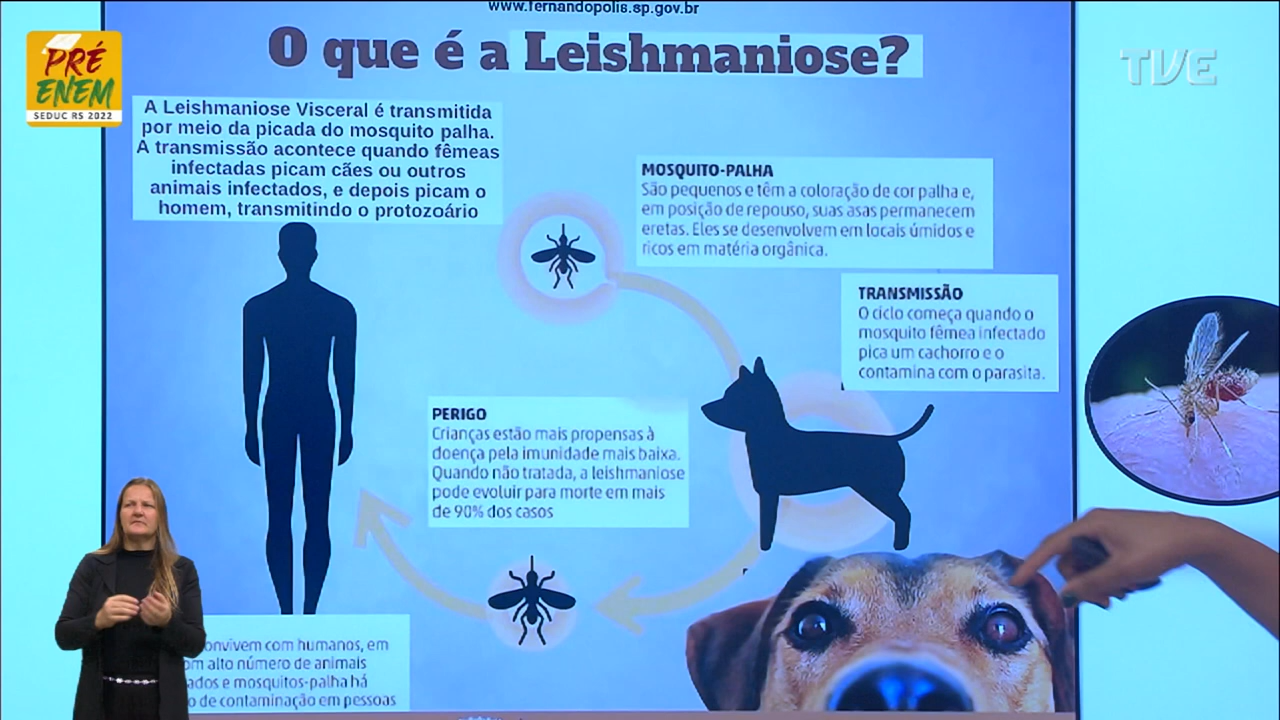 www.fernandopolis.sp.gov.br
O que é a Leishmaniose?
PRÉ
ENEM
SEDUC RS 2022
TVE
A Leishmaniose Visceral é transmitida
por meio da picada do mosquito palha.
A transmissão acontece quando fêmeas
infectadas picam cães ou outros
animais infectados, e depois picam o
homem, transmitindo o protozoário
MOSQUITO-PALHA
São pequenos e têm a coloração de cor palha e,
em posição de repouso, suas asas permanecem
eretas. Eles se desenvolvem em locais úmidos e
ricos em matéria orgânica.
TRANSMISSÃO
O ciclo começa quando o
mosquito fêmea infectado
pica um cachorro e o
contamina com o parasita.
PERIGO
Crianças estão mais propensas à
doença pela imunidade mais baixa.
Quando não tratada, a leishmaniose
pode evoluir para morte em mais
de 90% dos casos
onvivem com humanos, em
om alto número de animais
ados e mosquitos-palha há
o de contaminação em pessoas